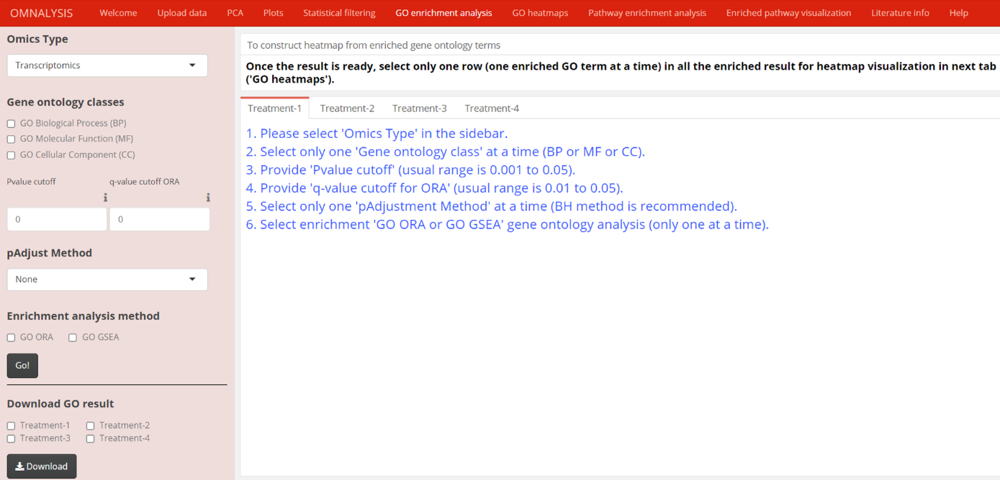 OMNALYSIS Welcome Upload data PCA Plots Statistical filtering GO enrichment analysis GO heatmaps Pathway enrichment analysis Enriched pathway visualization Literature info Help
Omics Type
Transcriptomics
Gene ontology classes
GO Biological Process (BP)
GO Molecular Function (MF)
GO Cellular Component (CC)
Pvalue cutoff q-value cutoff ORA
0 0
pAdjust Method
None
Enrichment analysis method
GO ORA GO GSEA
Go!
Download GO result
Treatment-1 Treatment-2
Treatment-3 Treatment-4
Download
To construct heatmap from enriched gene ontology terms
Once the result is ready, select only one row (one enriched GO term at a time) in all the enriched result for heatmap visualization in next tab
('GO heatmaps').
Treatment-1 Treatment-2 Treatment-3 Treatment-4
1. Please select 'Omics Type' in the sidebar.
2. Select only one 'Gene ontology class' at a time (BP or MF or CC).
3. Provide 'Pvalue cutoff' (usual range is 0.001 to 0.05).
4. Provide 'q-value cutoff for ORA' (usual range is 0.01 to 0.05).
5. Select only one 'pAdjustment Method' at a time (BH method is recommended).
6. Select enrichment 'GO ORA or GO GSEA' gene ontology analysis (only one at a time).